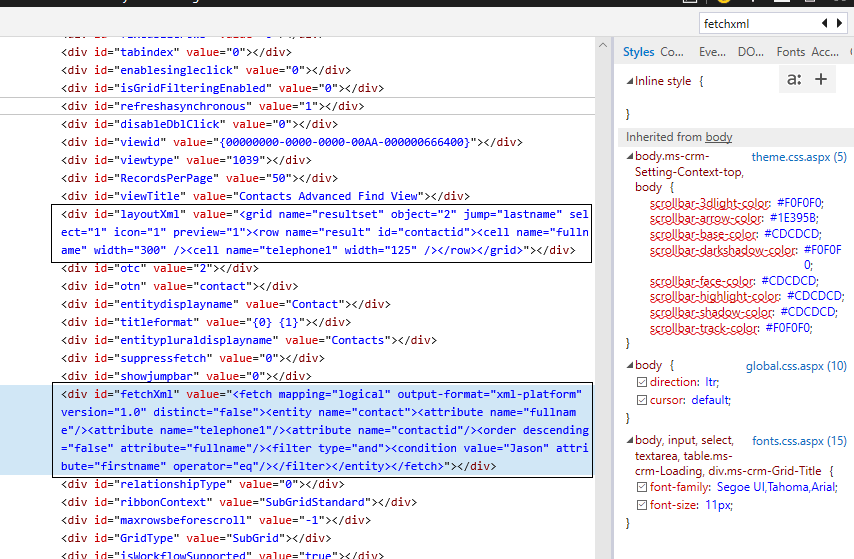 fetchxml
<div id="tabindex" value="0"></div>
<div id="enablesingleclick" value="0"></div>
<div id="isGridFilteringEnabled" value="0"></div>
<div id="refreshasynchronous" value="1"></div>
<div id="disableDblClick" value="0"></div>
<div id="viewid" value="{00000000-0000-0000-00AA-000000666400}"></div>
<div id="viewtype" value="1039"></div>
<div id="RecordsPerPage" value="50"></div>
<div id="viewTitle" value="Contacts Advanced Find View"></div>
<div id="layoutXml" value="<grid name="resultset" object="2" jump="lastname" sel
ect="1" icon="1" preview="1"><row name="result" id="contactid"><cell name="fulln
ame" width="300" /><cell name="telephone1" width="125" /></row></grid>"></div>
<div id="otc" value="2"></div>
<div id="otn" value="contact"></div>
<div id="entitydisplayname" value="Contact"></div>
<div id="titleformat" value="{0} {1}"></div>
<div id="entitypluraldisplayname" value="Contacts"></div>
<div id="suppressfetch" value="0"></div>
<div id="showjumpbar" value="0"></div>
<div id="fetchXml" value="<fetch mapping="logical" output-format="xml-platform"
version="1.0" distinct="false"><entity name="contact"><attribute name="fullnam
e"/><attribute name="telephone1"/><attribute name="contactid"/><order descending
="false" attribute="fullname"/><filter type="and"><condition value="Jason" attri
bute="firstname" operator="eq"/></filter></entity></fetch>"></div>
<div id="relationshipType" value="0"></div>
<div id="ribbonContext" value="SubGridStandard"></div>
<div id="maxrowsbeforescroll" value="-1"></div>
<div id="GridType" value="SubGrid"></div>
<div id="isWorkflowSupported" value="true"></div>
Styles Co... Eve... DO... Fonts Acc...
Inline style {
a: +
}
Inherited from body
body.ms-crm- theme.css.aspx (5)
Setting-Context-top,
body {
scrollbar-3dlight-color: #F0F0F0;
scrollbar-arrow-color: #1E395B;
scrollbar-base-color: #CDCDCD;
scrollbar-darkshadow-color: #F0F0F
0;
scrollbar-face-color: #CDCDCD;
scrollbar-highlight-color: #CDCDCD;
scrollbar-shadow-color: #CDCDCD;
scrollbar-track-color: #F0F0F0;
}
body { global.css.aspx (10)
direction: ltr;
cursor: default;
}
body, input, select, fonts.css.aspx (15)
textarea, table.ms-
crm-Loading, div.ms-crm-Grid-Title {
font-family: Segoe UI,Tahoma,Arial;
font-size: 11px;
}